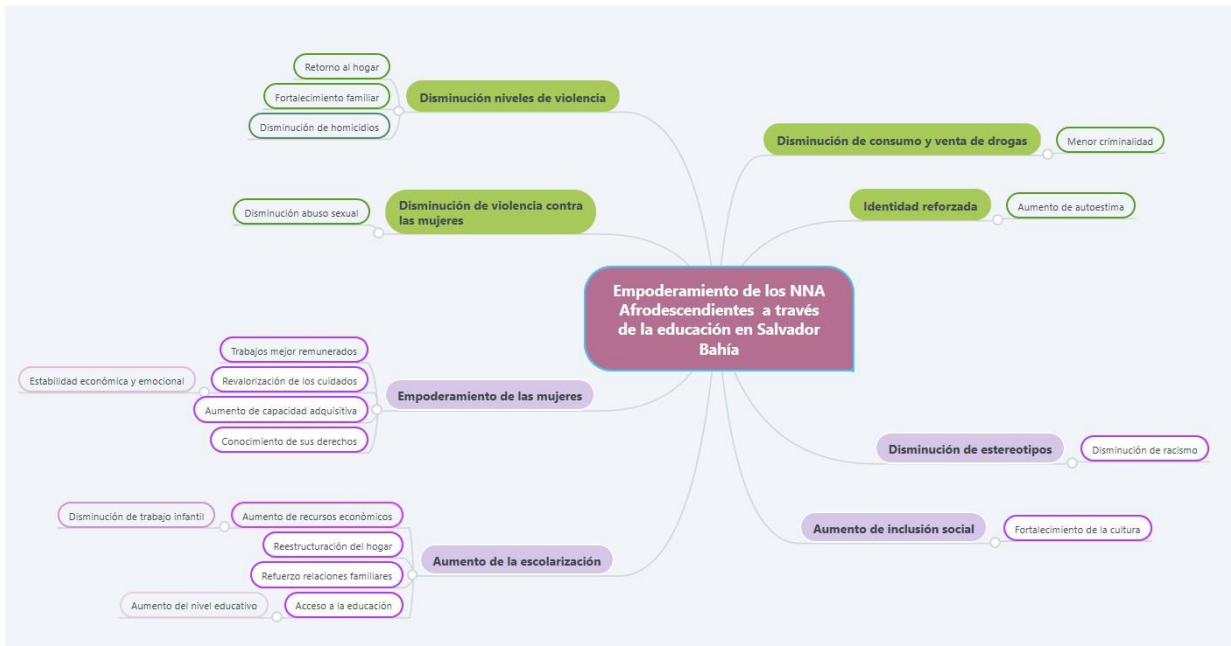 Retorno al hogar
Fortalecimiento familiar
Disminución de homicidios
Disminución niveles de violencia
Disminución abuso sexual
Disminución de violencia contra
las mujeres
Trabajos mejor remunerados
Estabilidad económica y emocional
Revalorización de los cuidados
Aumento de capacidad adquisitiva
Conocimiento de sus derechos
Empoderamiento de las mujeres
Disminución de trabajo infantil
Aumento de recursos econòmicos
Reestructuración del hogar
Refuerzo relaciones familiares
Aumento del nivel educativo
Acceso a la educación
Aumento de la escolarización
Empoderamiento de los NNA
Afrodescendientes a través
de la educación en Salvador
Bahía
Disminución de consumo y venta de drogas
Menor criminalidad
Identidad reforzada
Aumento de autoestima
Disminución de estereotipos
Disminución de racismo
Aumento de inclusión social
Fortalecimiento de la cultura